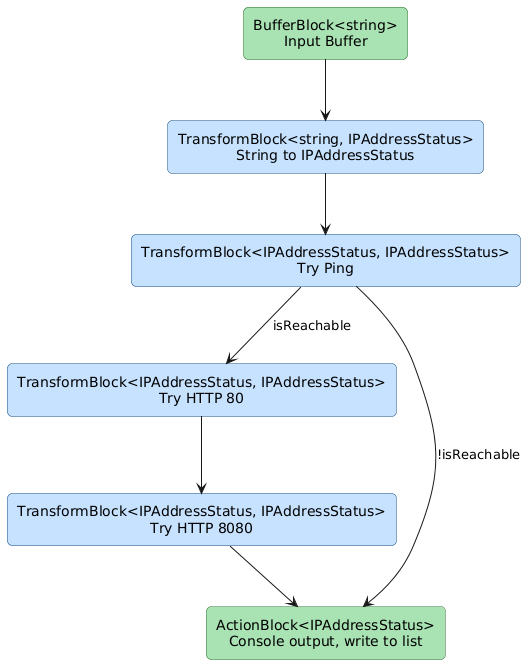 BufferBlock<string>
Input Buffer
TransformBlock<string, IPAddressStatus>
String to IPAddressStatus
TransformBlock<IPAddressStatus, IPAddressStatus>
Try Ping
isReachable
TransformBlock<IPAddressStatus, IPAddressStatus>
Try HTTP 80
!isReachable
TransformBlock<IPAddressStatus, IPAddressStatus>
Try HTTP 8080
ActionBlock<IPAddressStatus>
Console output, write to list